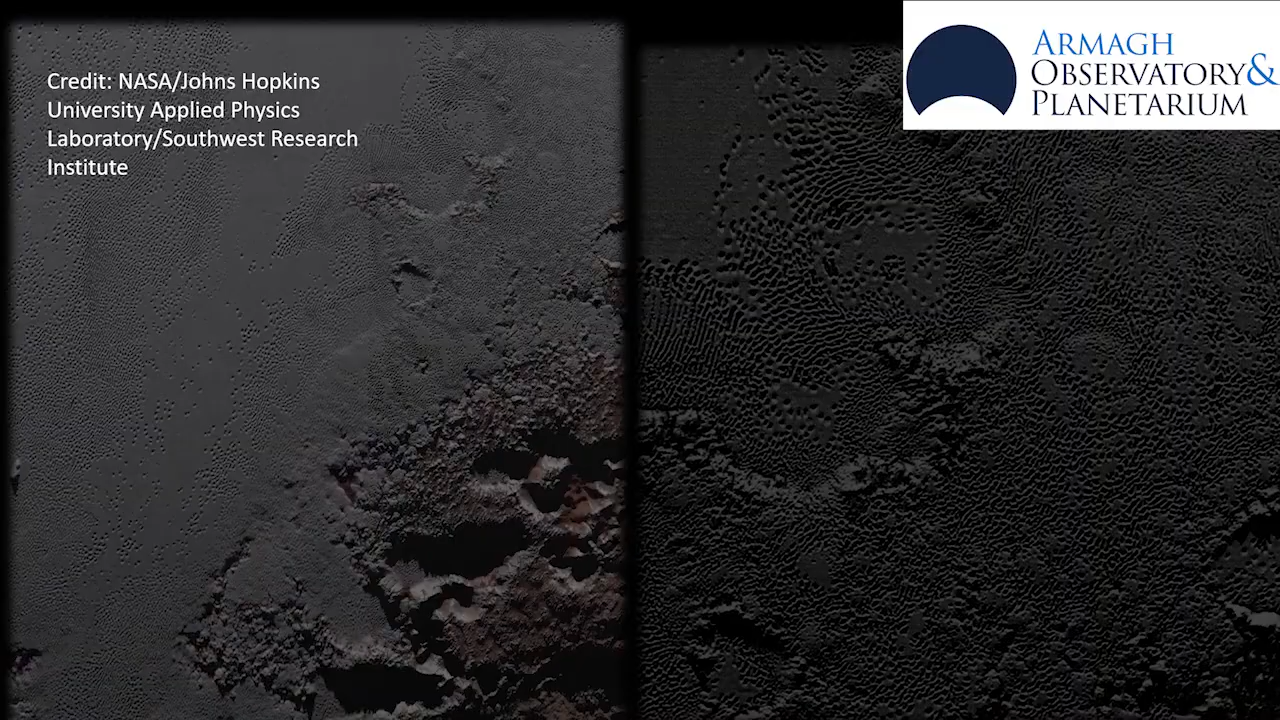 Credit: NASA/Johns Hopkins
University Applied Physics
Laboratory/Southwest Research
Institute
ARMAGH
OBSERVATORY&
PLANETARIUM